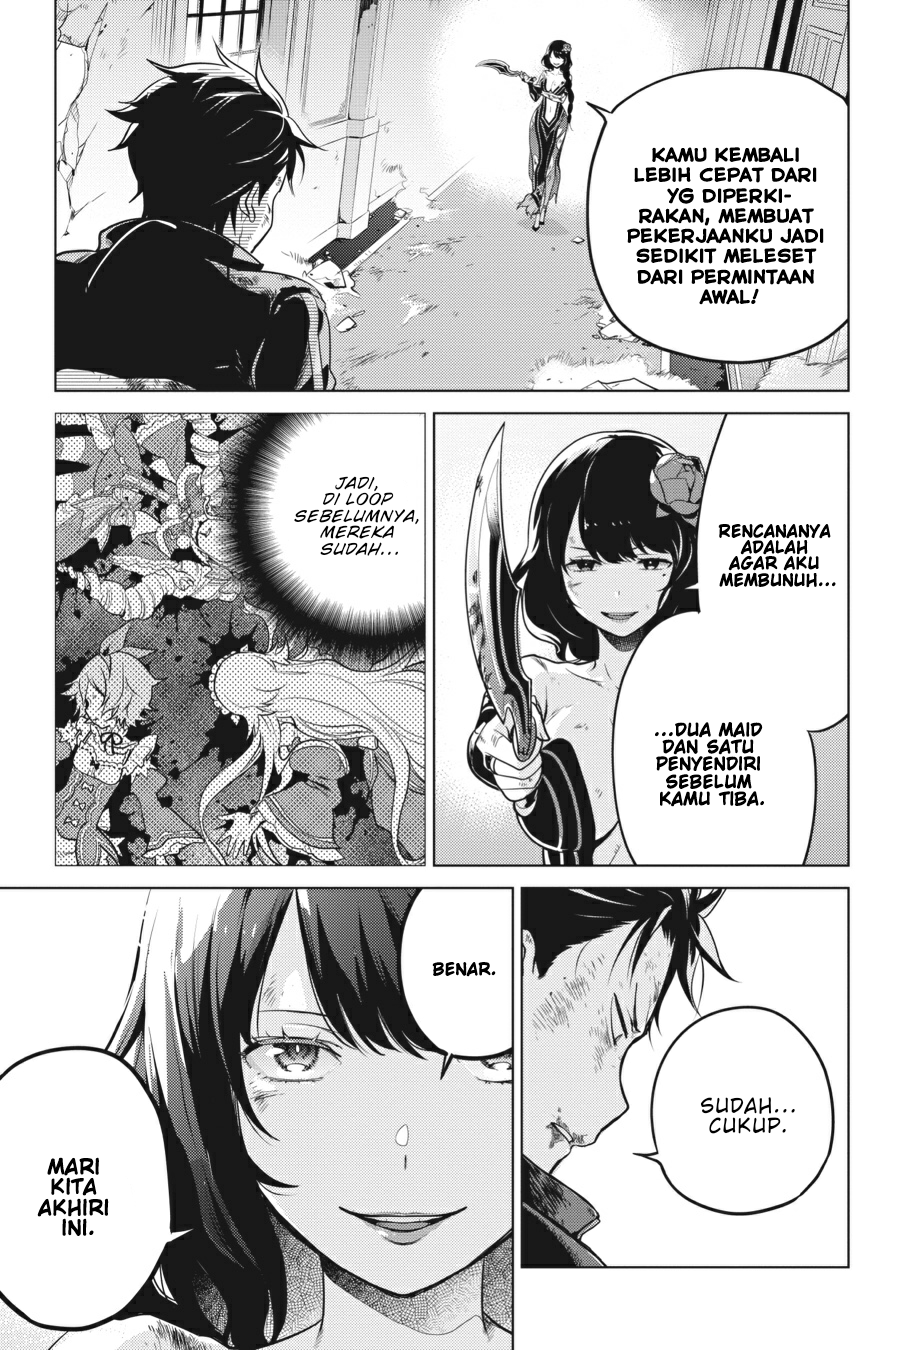 KAMU KEMBALI
LEBIH CEPAT DARI
YG DIPERKI-
RAKAN, MEMBUAT
PEKERJAANKU JADI
SEDIKIT MELESET
DARI PERMINTAAN
AWAL!
RENCANANYA
ADALAH
AGAR AKU
MEMBUNUH...
...DUA MAID
DAN SATU
PENYENDIRI
SEBELUM
KAMU TIBA.
JADI,
DI LOOP
SEBELUMNYA,
MEREKA
SUDAH...
SUDAH...
CUKUP.
BENAR.
MARI
KITA
AKHIRI
INI.